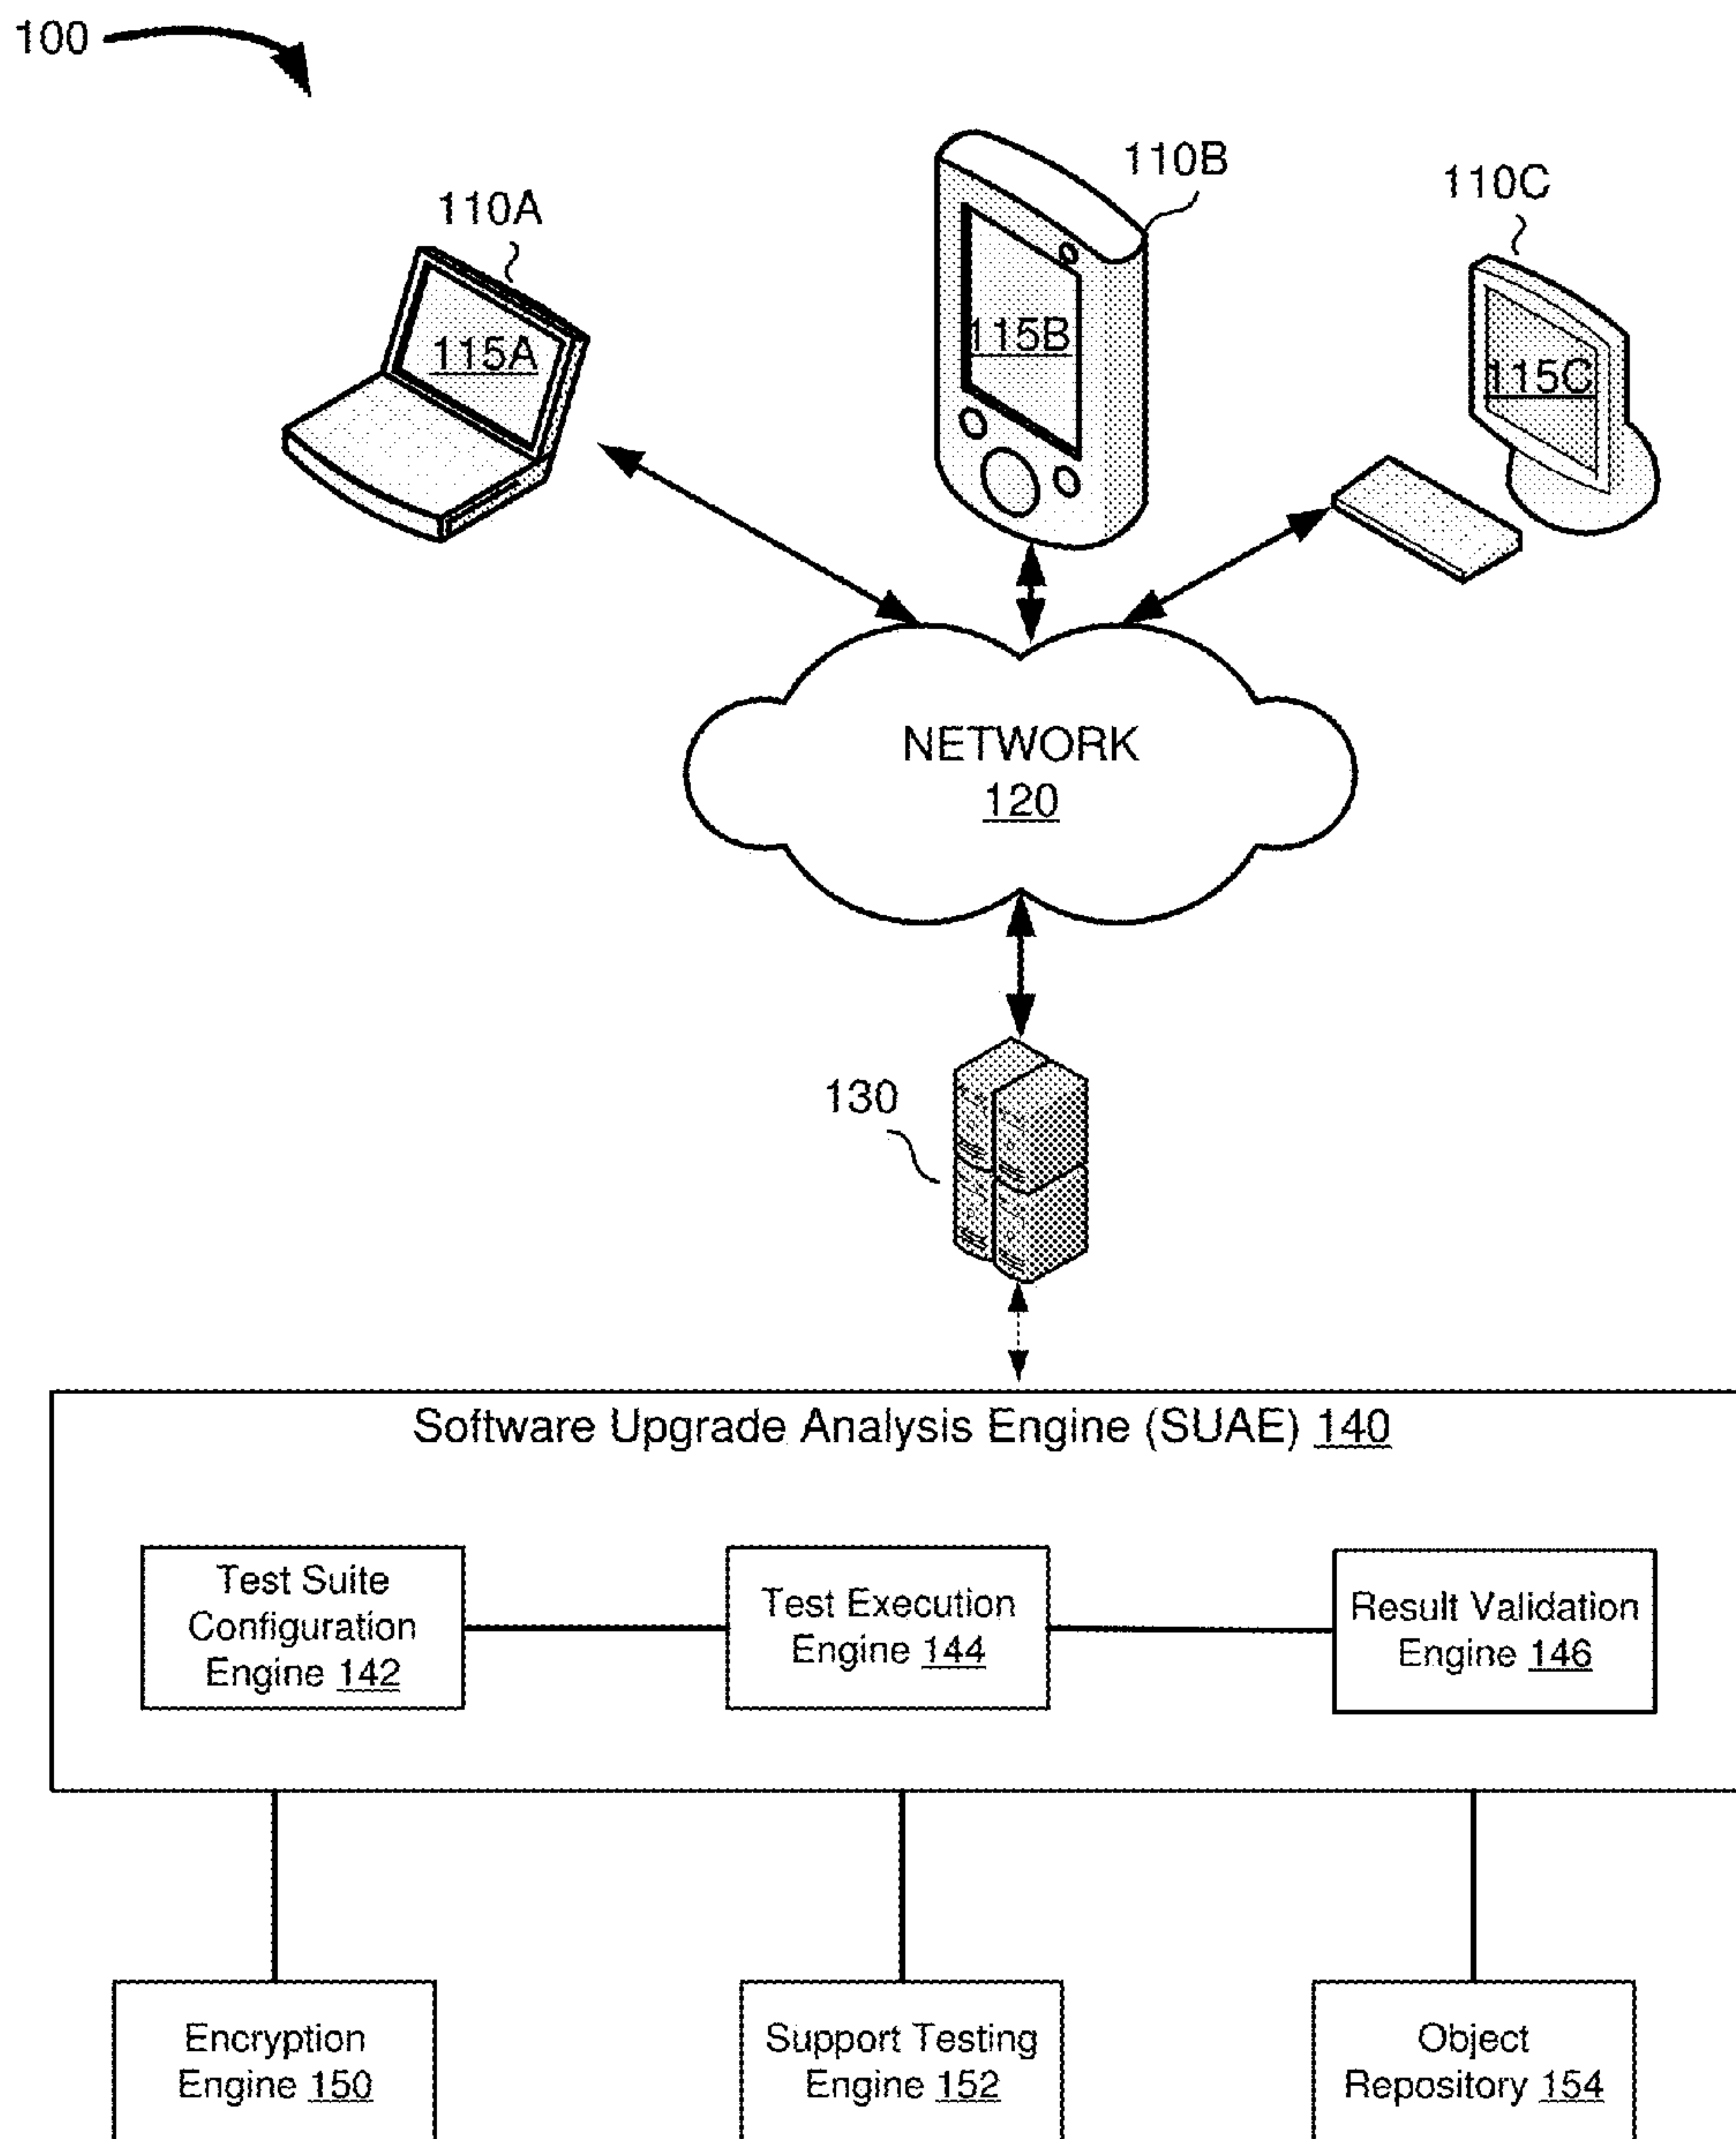 100
110A
110B
110C
115A
115B
115C
NETWORK
120
130
Software Upgrade Analysis Engine (SUAE) 140
Test Suite
Configuration
Engine 142
Test Execution
Engine 144
Result Validation
Engine 146
Encryption
Engine 150
Support Testing
Engine 152
Object
Repository 154